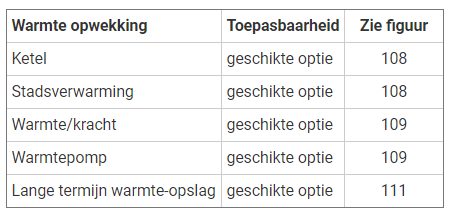 Warmte opwekking Toepasbaarheid Zie figuur
Ketel geschikte optie 108
Stadsverwarming geschikte optie 108
Warmte/kracht geschikte optie 109
Warmtepomp geschikte optie 109
Lange termijn warmte-opslag geschikte optie 111